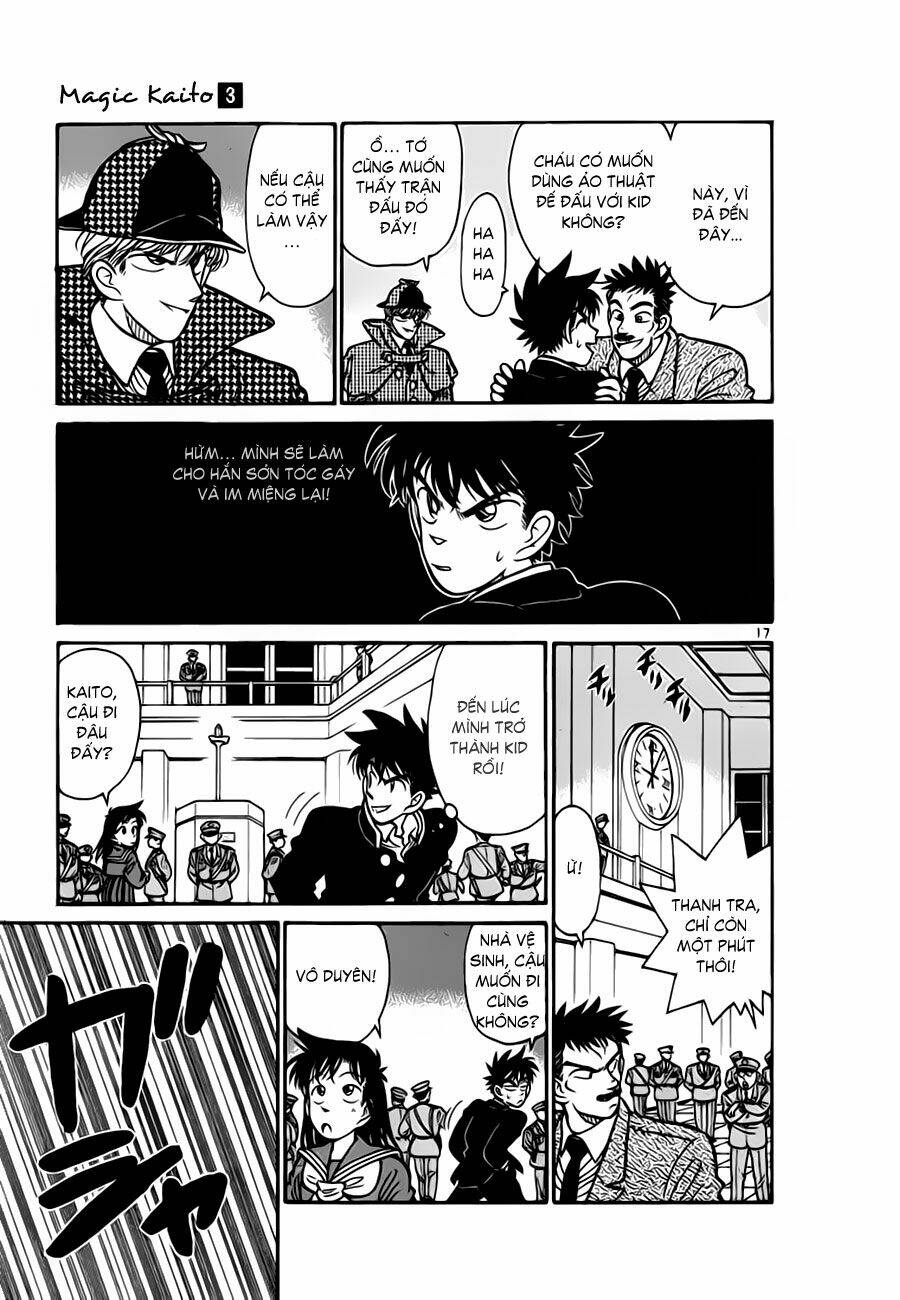 Magic Kaito 3
NÀY, VÌ
ĐÃ ĐẾN
ĐÂY...
CHÁU CÓ MUỐN
DÙNG ẢO THUẬT
ĐỂ ĐẤU VỚI KID
KHÔNG?
HA
HA
HA
Ồ... TỚ
CŨNG MUỐN
THẤY TRẬN
ĐẤU ĐÓ
ĐẤY!
NẾU CẬU
CÓ THỂ
LÀM VẬY
...
HỪM... MÌNH SẼ LÀM
CHO HẮN SỞN TÓC GÁY
VÀ IM MIỆNG LẠI!
17
THANH TRA,
CHỈ CÒN
MỘT PHÚT
THÔI!
Ừ!
ĐẾN LÚC
MÌNH TRỞ
THÀNH KID
RỒI!
KAITO,
CẬU ĐI
ĐÂU
ĐẤY?
NHÀ VỆ
SINH, CẬU
MUỐN ĐI
CÙNG
KHÔNG?
VÔ DUYÊN!
ガシャ